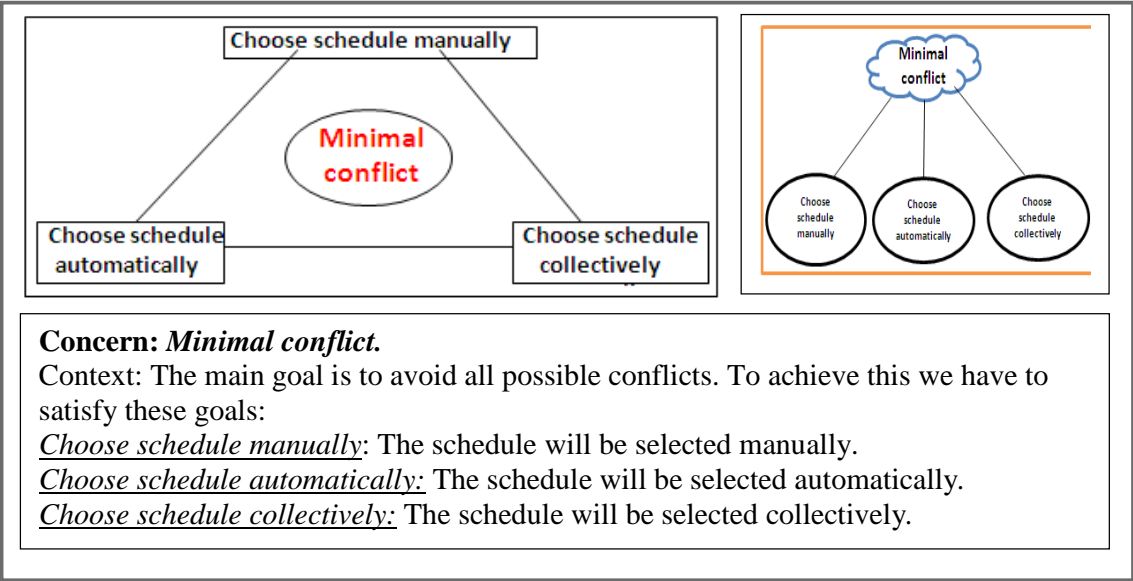 Choose schedule manually
Minimal
conflict
Choose schedule
automatically
Choose schedule
collectively
Minimal
conflict
Choose
schedule
manually
Choose
schedule
automatically
Choose
schedule
collectively
Concern: Minimal conflict.
Context: The main goal is to avoid all possible conflicts. To achieve this we have to
satisfy these goals:
Choose schedule manually: The schedule will be selected manually.
Choose schedule automatically: The schedule will be selected automatically.
Choose schedule collectively: The schedule will be selected collectively.